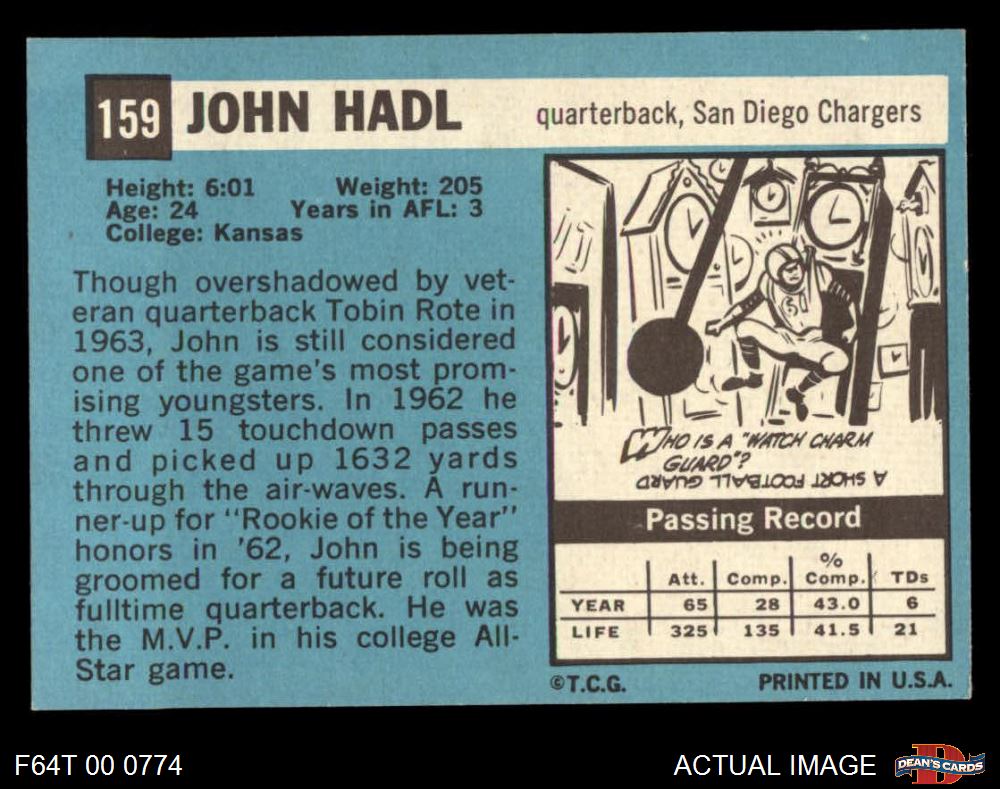 159 JOHN HADL quarterback, San Diego Chargers
Height: 6:01 Weight: 205
Age: 24 Years in AFL: 3
College: Kansas
Though overshadowed by vet-
eran quarterback Tobin Rote in
1963, John is still considered
one of the game's most prom-
ising youngsters. In 1962 he
threw 15 touchdown passes
and picked up 1632 yards
through the air-waves. A run-
ner-up for "Rookie of the Year"
honors in '62, John is being
groomed for a future roll as
fulltime quarterback. He was
the M.V.P. in his college All-
Star game.
WHO IS A "WATCH CHARM
GUARD"?
A SHORT FOOTBALL GUARD
Passing Record
Att. Comp. % Comp. TDs
YEAR 65 28 43.0 6
LIFE 325 135 41.5 21
©T.C.G. PRINTED IN U.S.A.
F64T 00 0774 ACTUAL IMAGE D DEAN'S CARDS